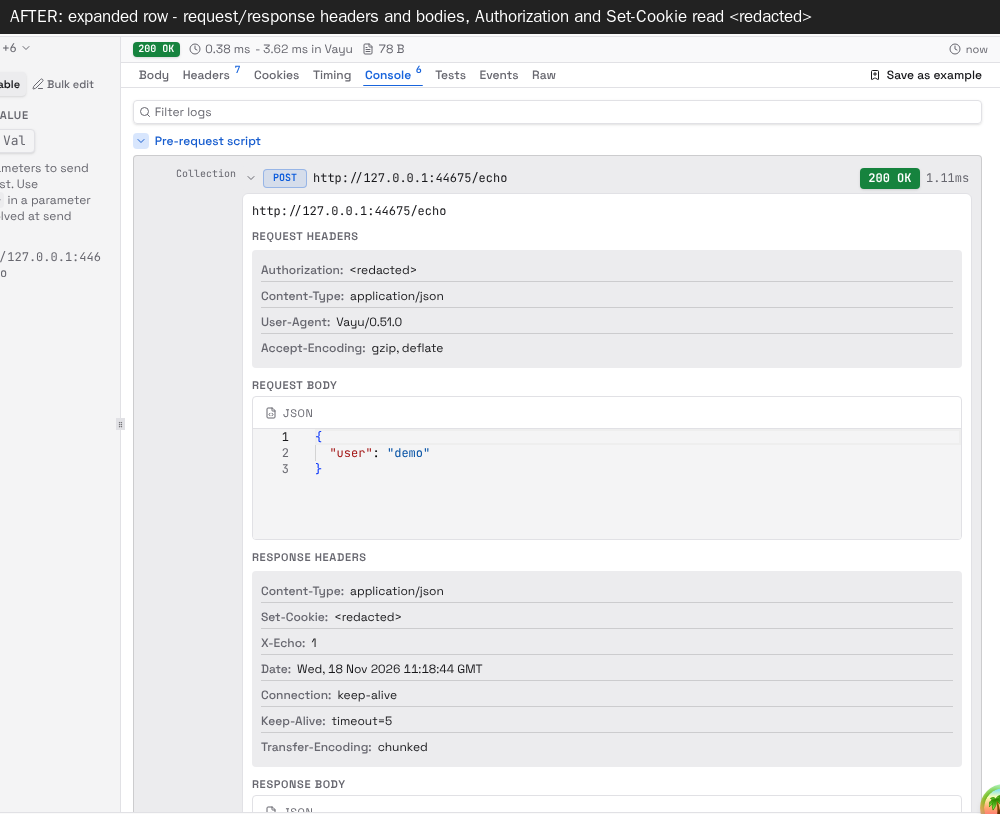 AFTER: expanded row - request/response headers and bodies, Authorization and Set-Cookie read <redacted>
+6
200 OK 0.38 ms - 3.62 ms in Vayu 78 B now
Body Headers 7 Cookies Timing Console 6 Tests Events Raw Save as example
able Bulk edit
Filter logs
ALUE
Val
Pre-request script
ameters to send
st. Use
in a parameter
lved at send
/127.0.0.1:446
o
Collection POST http://127.0.0.1:44675/echo 200 OK 1.11ms
http://127.0.0.1:44675/echo
REQUEST HEADERS
Authorization: <redacted>
Content-Type: application/json
User-Agent: Vayu/0.51.0
Accept-Encoding: gzip, deflate
REQUEST BODY
JSON
1 {
2 "user": "demo"
3 }
RESPONSE HEADERS
Content-Type: application/json
Set-Cookie: <redacted>
X-Echo: 1
Date: Wed, 18 Nov 2026 11:18:44 GMT
Connection: keep-alive
Keep-Alive: timeout=5
Transfer-Encoding: chunked
RESPONSE BODY
JSON